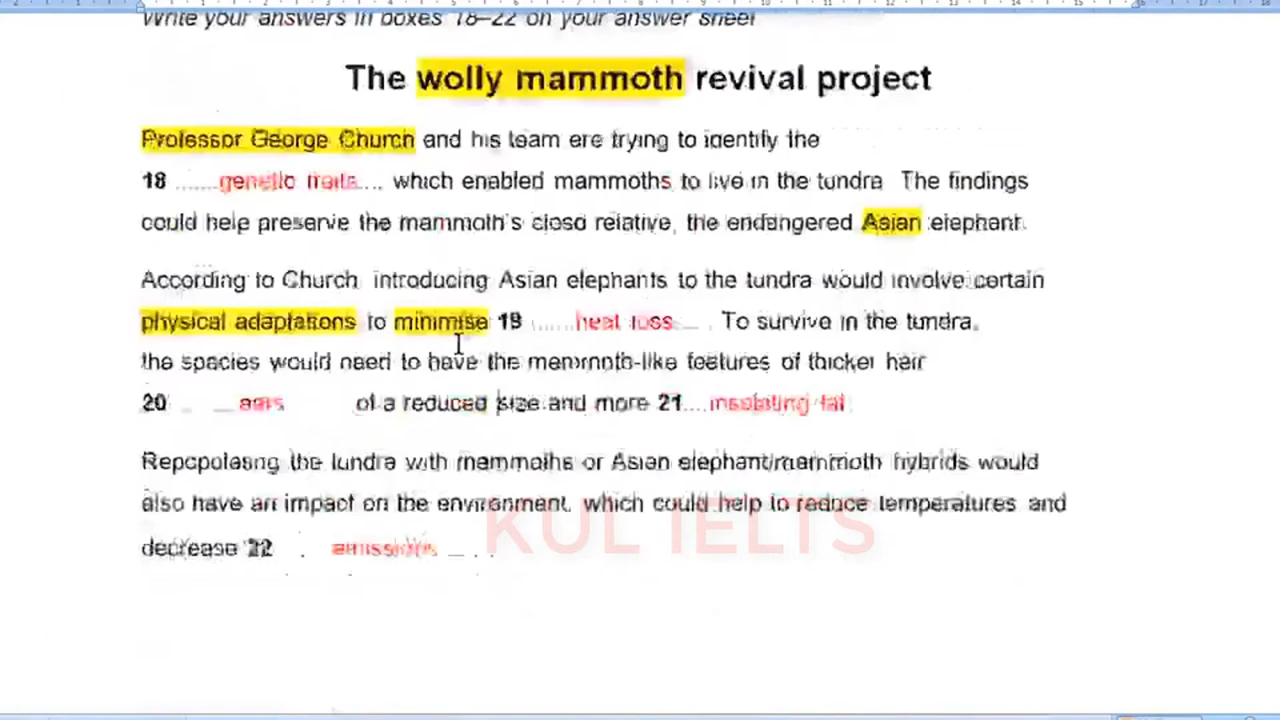 Write your answers in boxes 18–22 on your answer sheet
The wolly mammoth revival project
Professor George Church and his team are trying to identify the
18 ......genetic traits.... which enabled mammoths to live in the tundra The findings
could help preserve the mammoth's close relative, the endangered Asian elephant.
According to Church introducing Asian elephants to the tundra would involve certain
physical adaptations to minimise 19 ......heat loss.... . To survive in the tundra,
the species would need to have the mammoth-like features of thicker hair
20 ears of a reduced size and more 21....insulating fat
Repopulating the tundra with mammoths or Asian elephant/mammoth hybrids would
also have an impact on the environment, which could help to reduce temperatures and
decrease 22 emissions
KUL IELTS